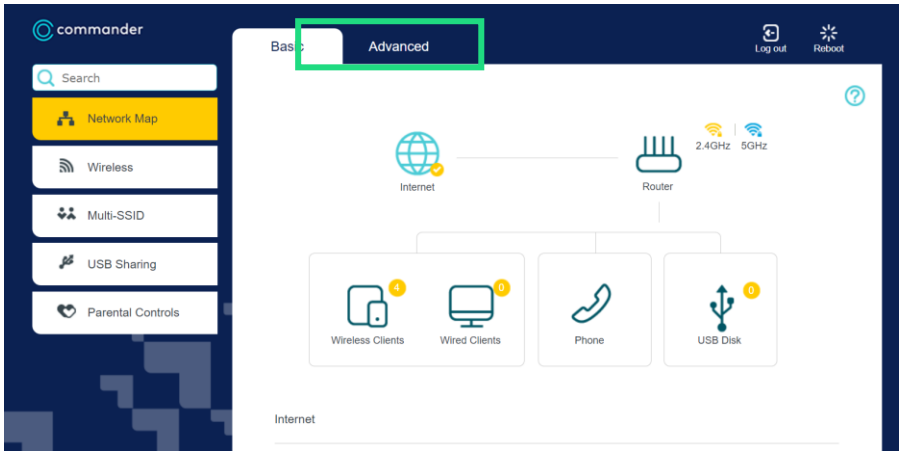 commander
Basic Advanced
Log out Reboot
Search
Network Map
Wireless
Multi-SSID
USB Sharing
Parental Controls
2.4GHz 5GHz
Internet
Router
4
0
0
Wireless Clients
Wired Clients
Phone
USB Disk
Internet